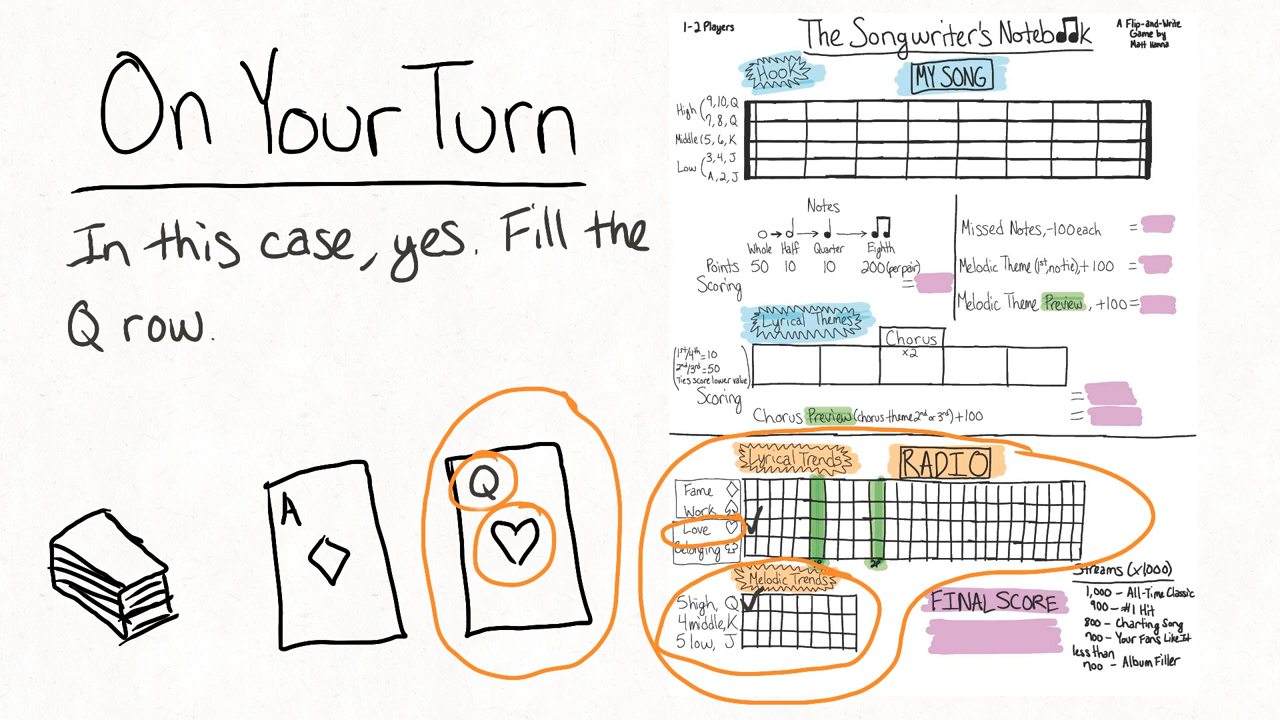 On Your Turn
In this case, yes. Fill the
Q row.
A
Q
1-2 Players
The Songwriter's Notebook
A Flip-and-Write
Game by
Matt Hanna
HOOK
MY SONG
High
9, 10, Q
7, 8, Q
Middle
5, 6, K
Low
3, 4, J
A, 2, J
Notes
Whole Half Quarter Eighth
Points 50 10 10 200 (per pair)
Scoring =
Missed Notes, -100 each =
Melodic Theme (1st, no tie), +100 =
Melodic Theme Preview, +100 =
Lyrical Themes
Chorus
x2
1st/4th = 10
2nd/3rd = 50
Ties score lower value
Scoring =
Chorus Preview (chorus theme 2nd or 3rd) +100 =
Lyrical Trends
RADIO
Fame
Work
Love
Belonging
Melodic Trends
5 high, Q
4 middle, K
5 low, J
FINAL SCORE
Streams (x1000)
1,000 - All-Time Classic
900 - #1 Hit
800 - Charting Song
700 - Your Fans Like It
less than
700 - Album Filler